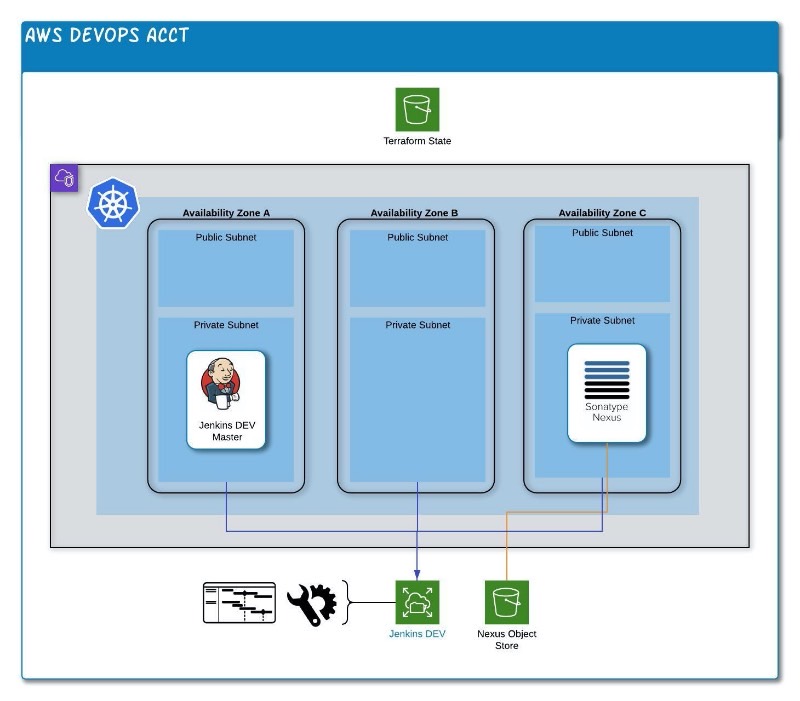 AWS DEVOPS ACCT
Terraform State
Availability Zone A
Availability Zone B
Availability Zone C
Public Subnet
Public Subnet
Public Subnet
Private Subnet
Private Subnet
Private Subnet
Jenkins DEV
Master
Sonatype
Nexus
Jenkins DEV
Nexus Object
Store